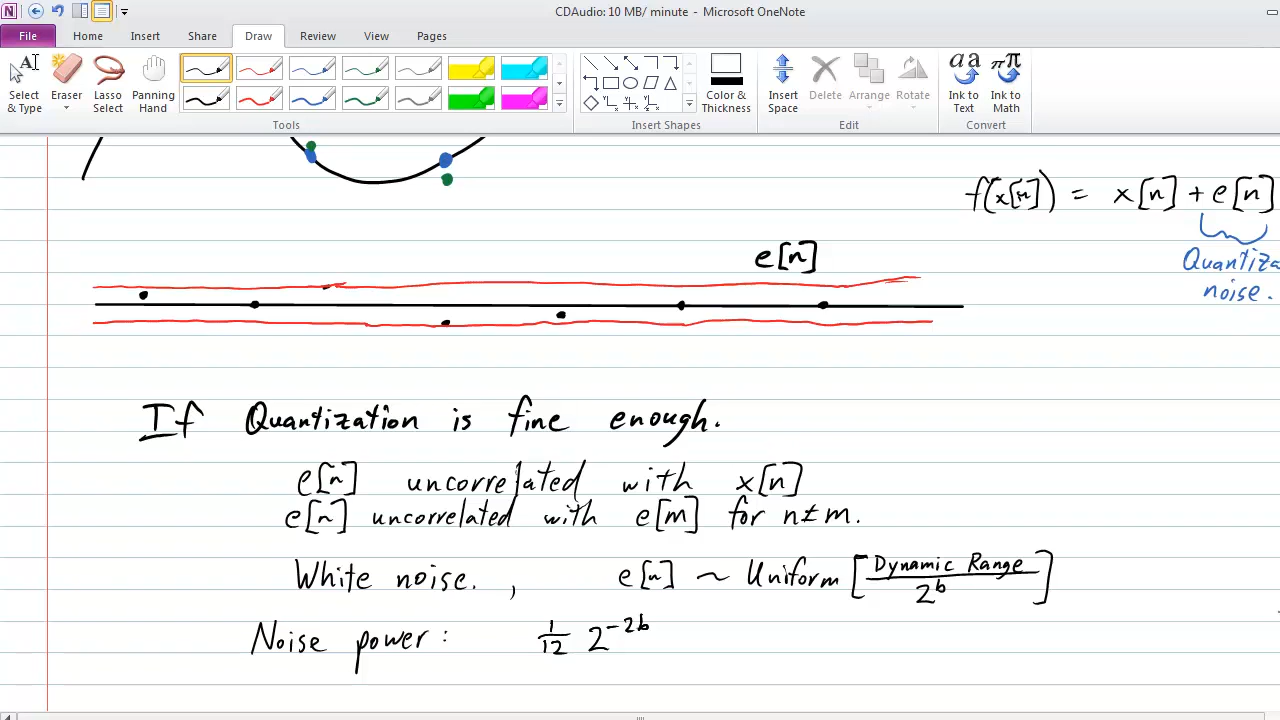 CDAudio: 10 MB/ minute - Microsoft OneNote
File Home Insert Share Draw Review View Pages
Select & Type
Eraser
Lasso Select
Panning Hand
Color & Thickness
Insert Space
Delete
Arrange
Rotate
Ink to Text
Ink to Math
Tools Insert Shapes Edit Convert
f(x[n]) = x[n] + e[n]
Quantiza
noise.
e[n]
If Quantization is fine enough.
e[n] uncorrelated with x[n]
e[n] uncorrelated with e[m] for n≠m.
White noise. , e[n] ~ Uniform [Dynamic Range / 2^b]
Noise power: 1/12 2^-2b